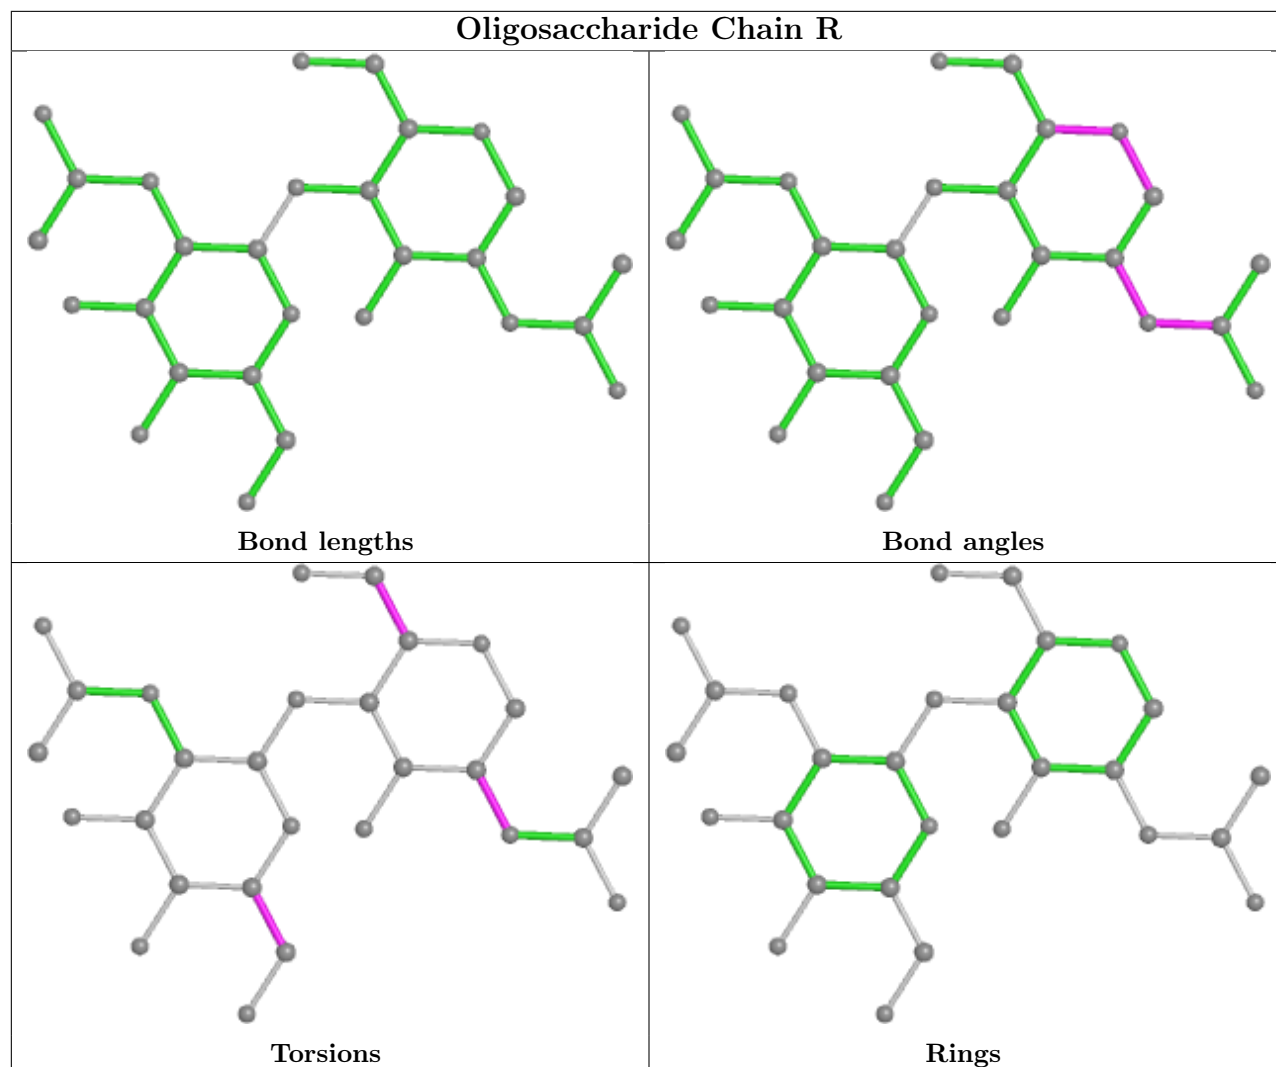 Oligosaccharide Chain R
Bond lengths
Bond angles
Torsions
Rings